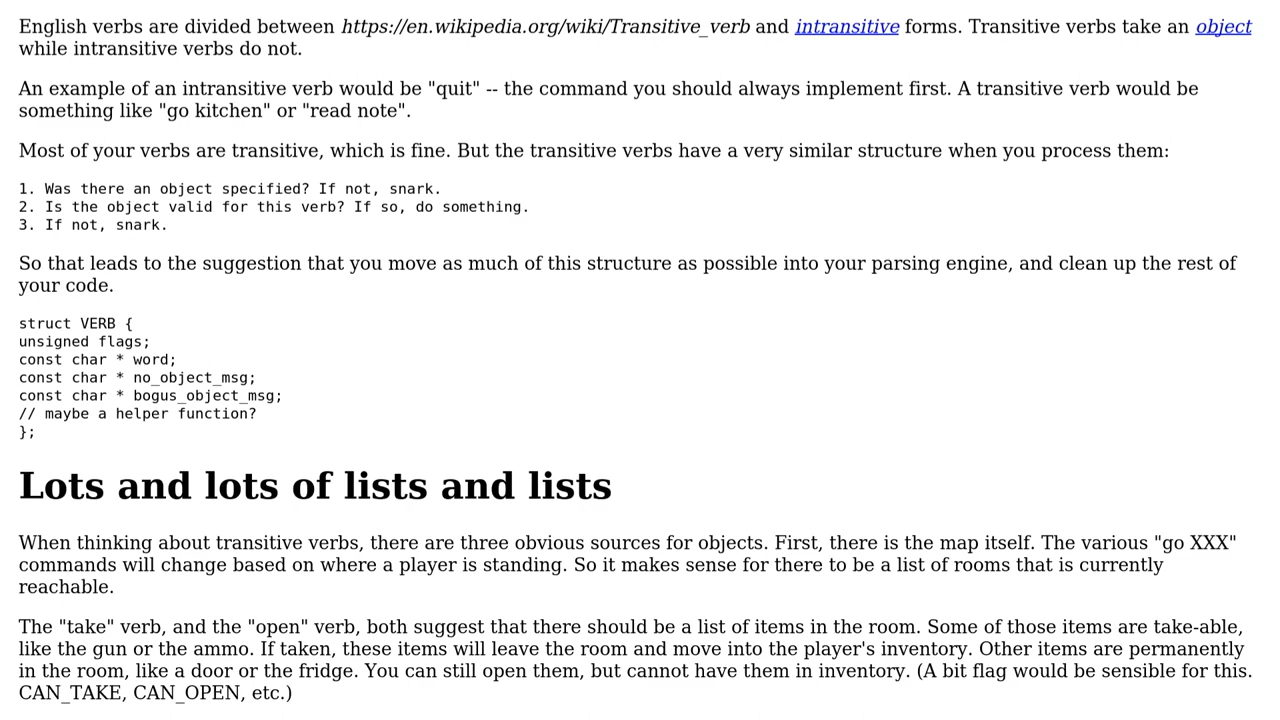 English verbs are divided between https://en.wikipedia.org/wiki/Transitive_verb and intransitive forms. Transitive verbs take an object
while intransitive verbs do not.
An example of an intransitive verb would be "quit" -- the command you should always implement first. A transitive verb would be
something like "go kitchen" or "read note".
Most of your verbs are transitive, which is fine. But the transitive verbs have a very similar structure when you process them:
1. Was there an object specified? If not, snark.
2. Is the object valid for this verb? If so, do something.
3. If not, snark.
So that leads to the suggestion that you move as much of this structure as possible into your parsing engine, and clean up the rest of
your code.
struct VERB {
unsigned flags;
const char * word;
const char * no_object_msg;
const char * bogus_object_msg;
// maybe a helper function?
};
Lots and lots of lists and lists
When thinking about transitive verbs, there are three obvious sources for objects. First, there is the map itself. The various "go XXX"
commands will change based on where a player is standing. So it makes sense for there to be a list of rooms that is currently
reachable.
The "take" verb, and the "open" verb, both suggest that there should be a list of items in the room. Some of those items are take-able,
like the gun or the ammo. If taken, these items will leave the room and move into the player's inventory. Other items are permanently
in the room, like a door or the fridge. You can still open them, but cannot have them in inventory. (A bit flag would be sensible for this.
CAN_TAKE, CAN_OPEN, etc.)